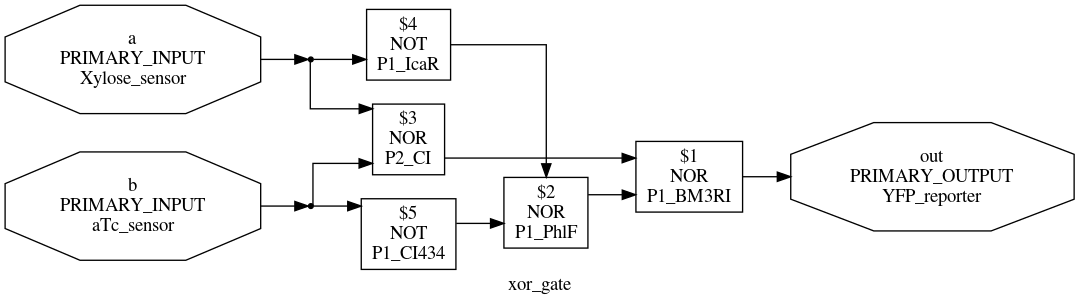 a
PRIMARY_INPUT
Xylose_sensor
$4
NOT
P1_IcaR
$3
NOR
P2_CI
b
PRIMARY_INPUT
aTc_sensor
$5
NOT
P1_CI434
$2
NOR
P1_PhlF
$1
NOR
P1_BM3RI
out
PRIMARY_OUTPUT
YFP_reporter
xor_gate